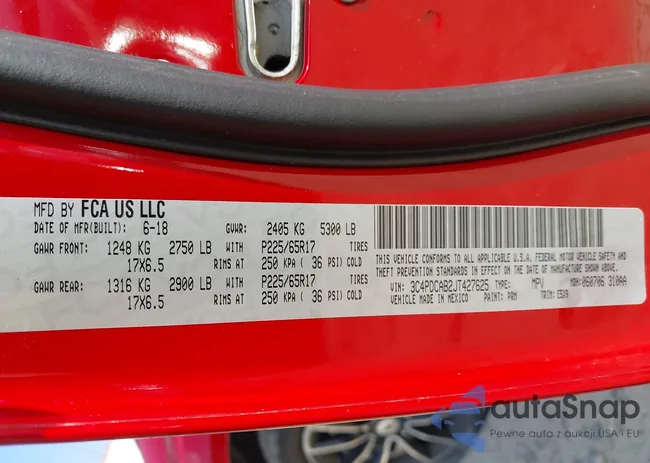 MFD BY FCA US LLC
DATE OF MFR(BUILT): 6-18 GVWR: 2405 KG 5300 LB
GAWR FRONT: 1248 KG 2750 LB WITH P225/65R17 TIRES
17X6.5 RIMS AT 250 KPA ( 36 PSI) COLD
GAWR REAR: 1316 KG 2900 LB WITH P225/65R17 TIRES
17X6.5 RIMS AT 250 KPA ( 36 PSI) COLD
THIS VEHICLE CONFORMS TO ALL APPLICABLE U.S.A. FEDERAL MOTOR VEHICLE SAFETY AND
THEFT PREVENTION STANDARDS IN EFFECT ON THE DATE OF MANUFACTURE SHOWN ABOVE.
VIN: 3C4PDCAB2JT427625 TYPE: MPV MDH: 060706 310AA
VEHICLE MADE IN MEXICO PAINT: PRM TRIM: E5X9
autaSnap
Pewne auta z aukcji USA i EU